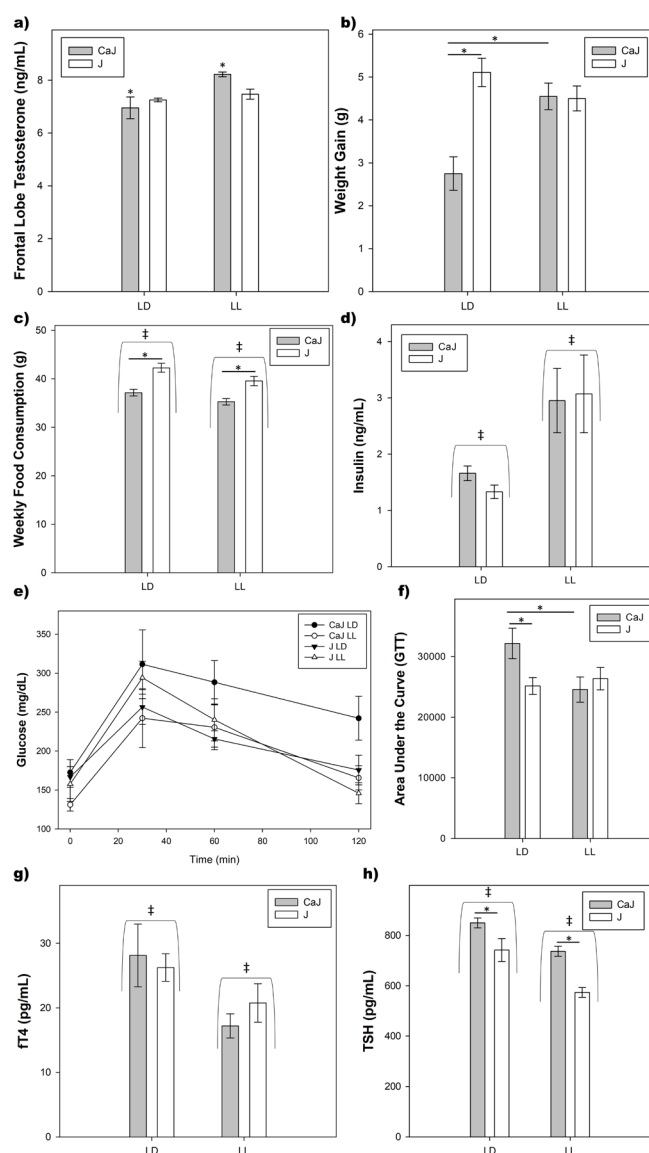 a)
Frontal Lobe Testosterone (ng/mL)
9
8
6
4
2
0
CaJ
J
*
*
LD
LL
b)
Weight Gain (g)
6
5
4
3
2
1
0
CaJ
J
*
*
LD
LL
c)
Weekly Food Consumption (g)
50
40
30
20
10
0
CaJ
J
‡
*
‡
*
LD
LL
d)
Insulin (ng/mL)
4
3
2
1
0
CaJ
J
‡
‡
LD
LL
e)
Glucose (mg/dL)
350
300
250
200
150
100
CaJ LD
CaJ LL
J LD
J LL
0 20 40 60 80 100 120
Time (min)
f)
Area Under the Curve (GTT)
30000
20000
10000
0
CaJ
J
*
*
LD
LL
g)
fT4 (pg/mL)
30
20
10
0
CaJ
J
‡
‡
LD
LL
h)
TSH (pg/mL)
800
600
400
200
0
CaJ
J
‡
*
‡
*
LD
LL